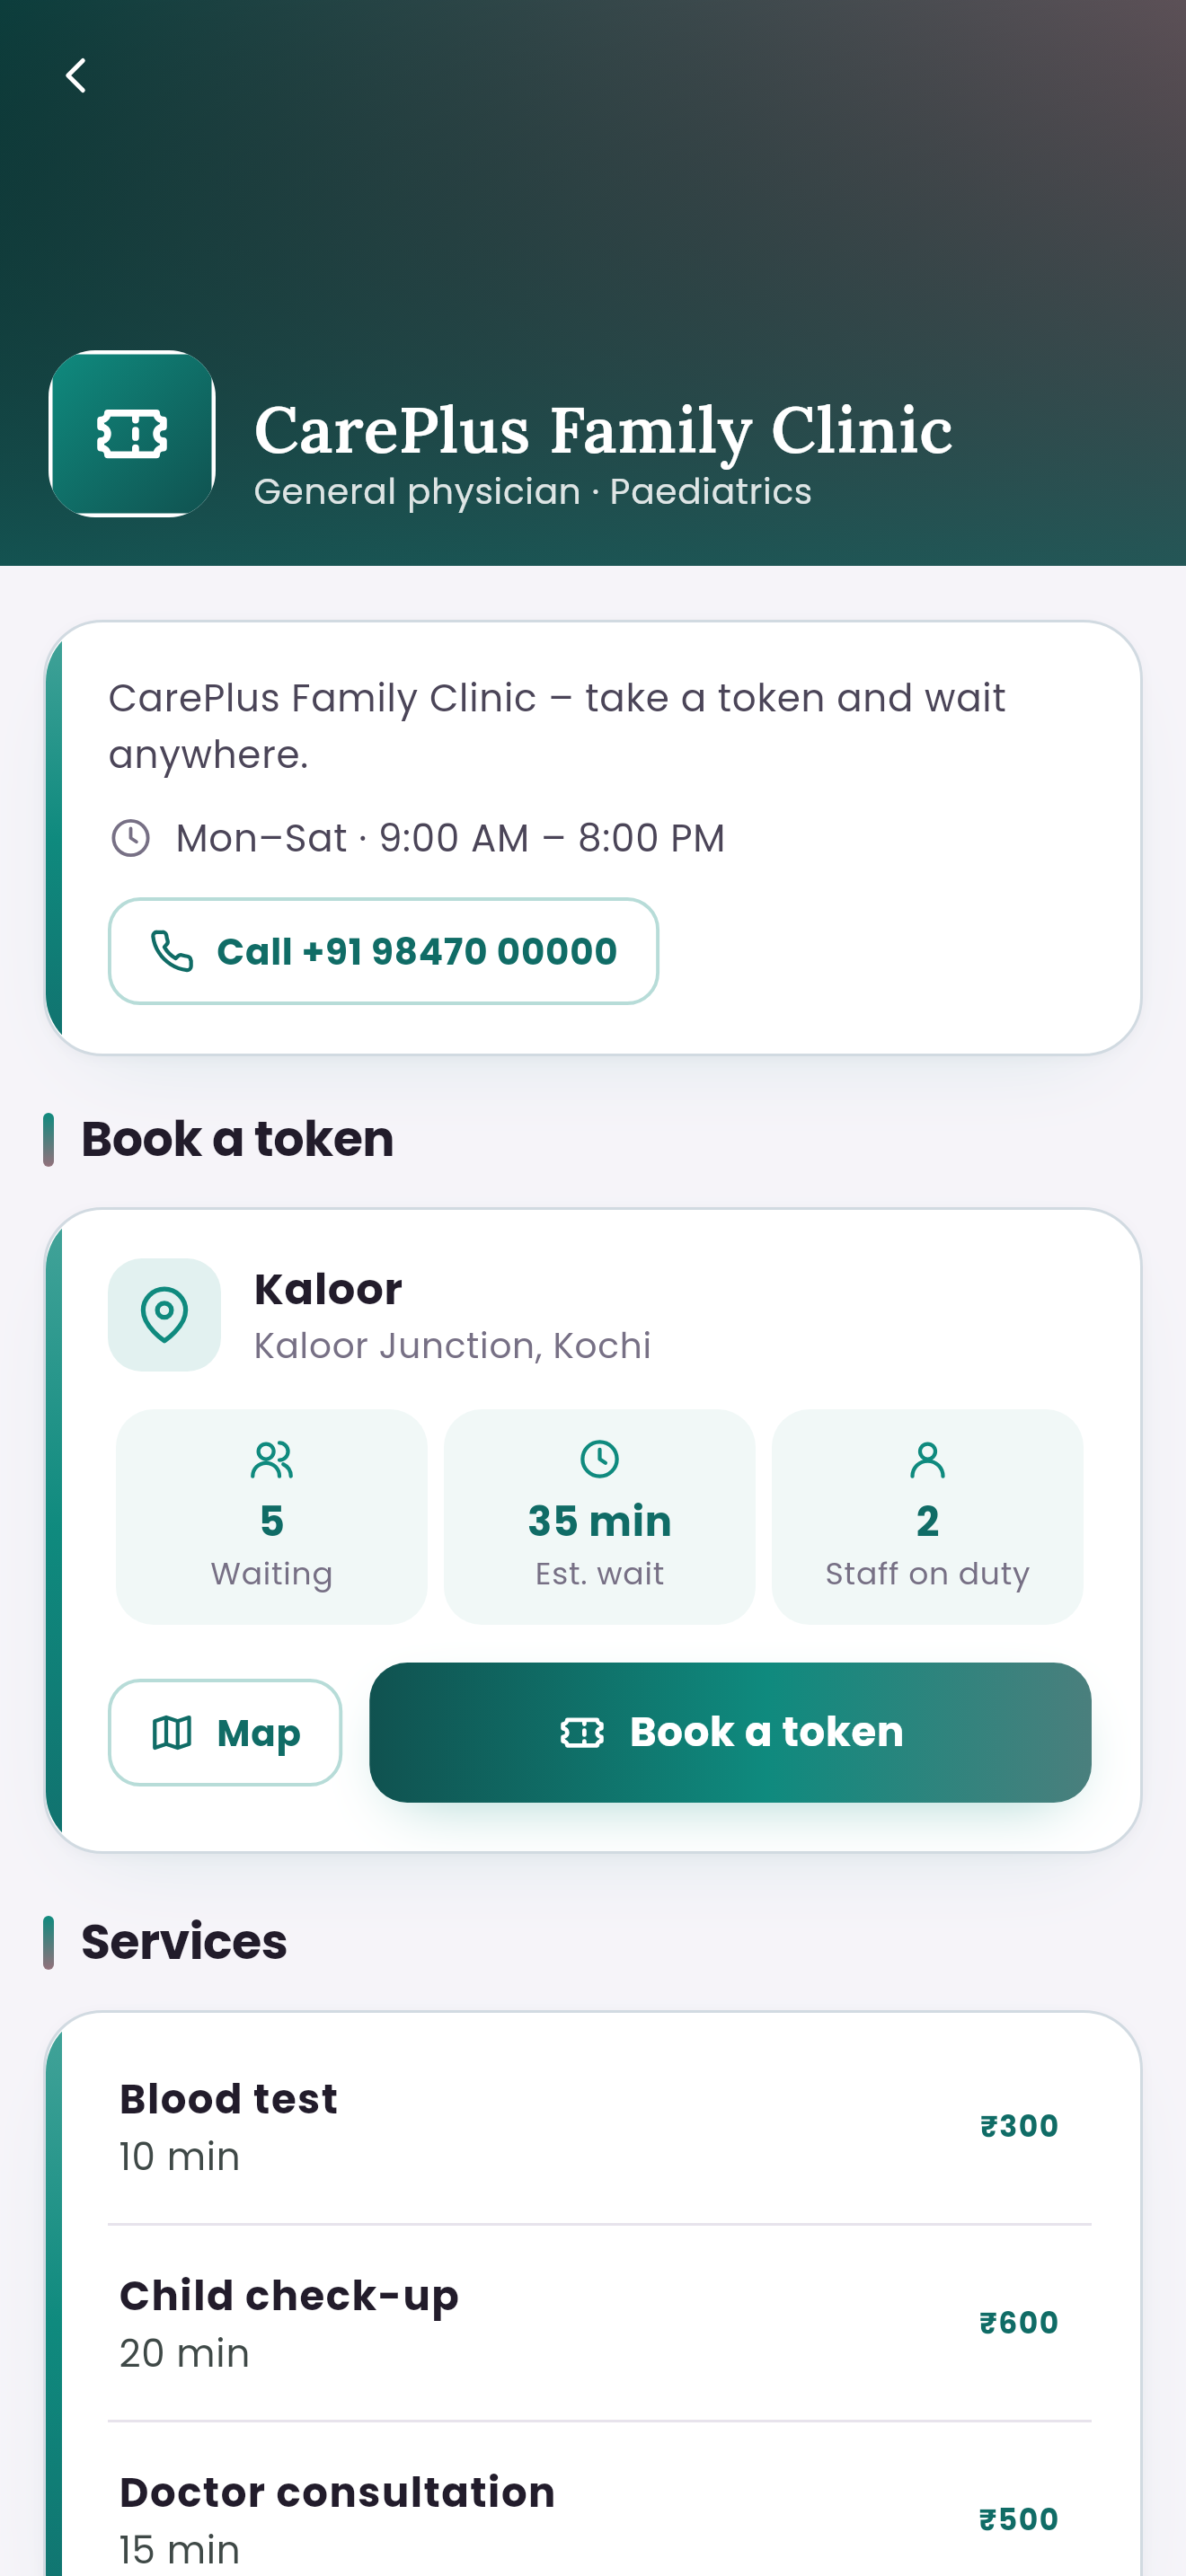 CarePlus Family Clinic
General physician · Paediatrics
CarePlus Family Clinic – take a token and wait
anywhere.
Mon–Sat · 9:00 AM – 8:00 PM
Call +91 98470 00000
Book a token
Kaloor
Kaloor Junction, Kochi
5
Waiting
35 min
Est. wait
2
Staff on duty
Map
Book a token
Services
Blood test
10 min
₹300
Child check-up
20 min
₹600
Doctor consultation
15 min
₹500